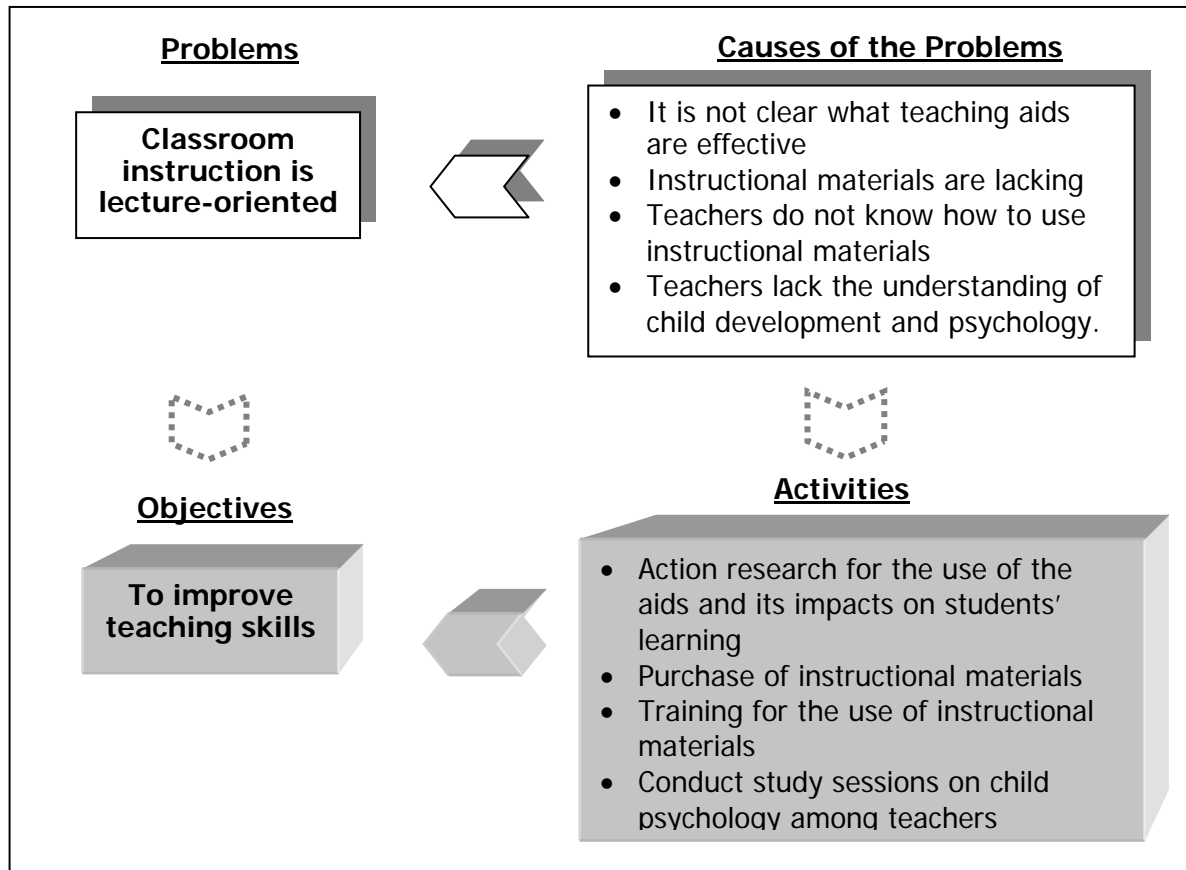 Problems
Classroom
instruction is
lecture-oriented
Causes of the Problems
• It is not clear what teaching aids
are effective
• Instructional materials are lacking
• Teachers do not know how to use
instructional materials
• Teachers lack the understanding of
child development and psychology.
Objectives
To improve
teaching skills
Activities
• Action research for the use of the
aids and its impacts on students’
learning
• Purchase of instructional materials
• Training for the use of instructional
materials
• Conduct study sessions on child
psychology among teachers